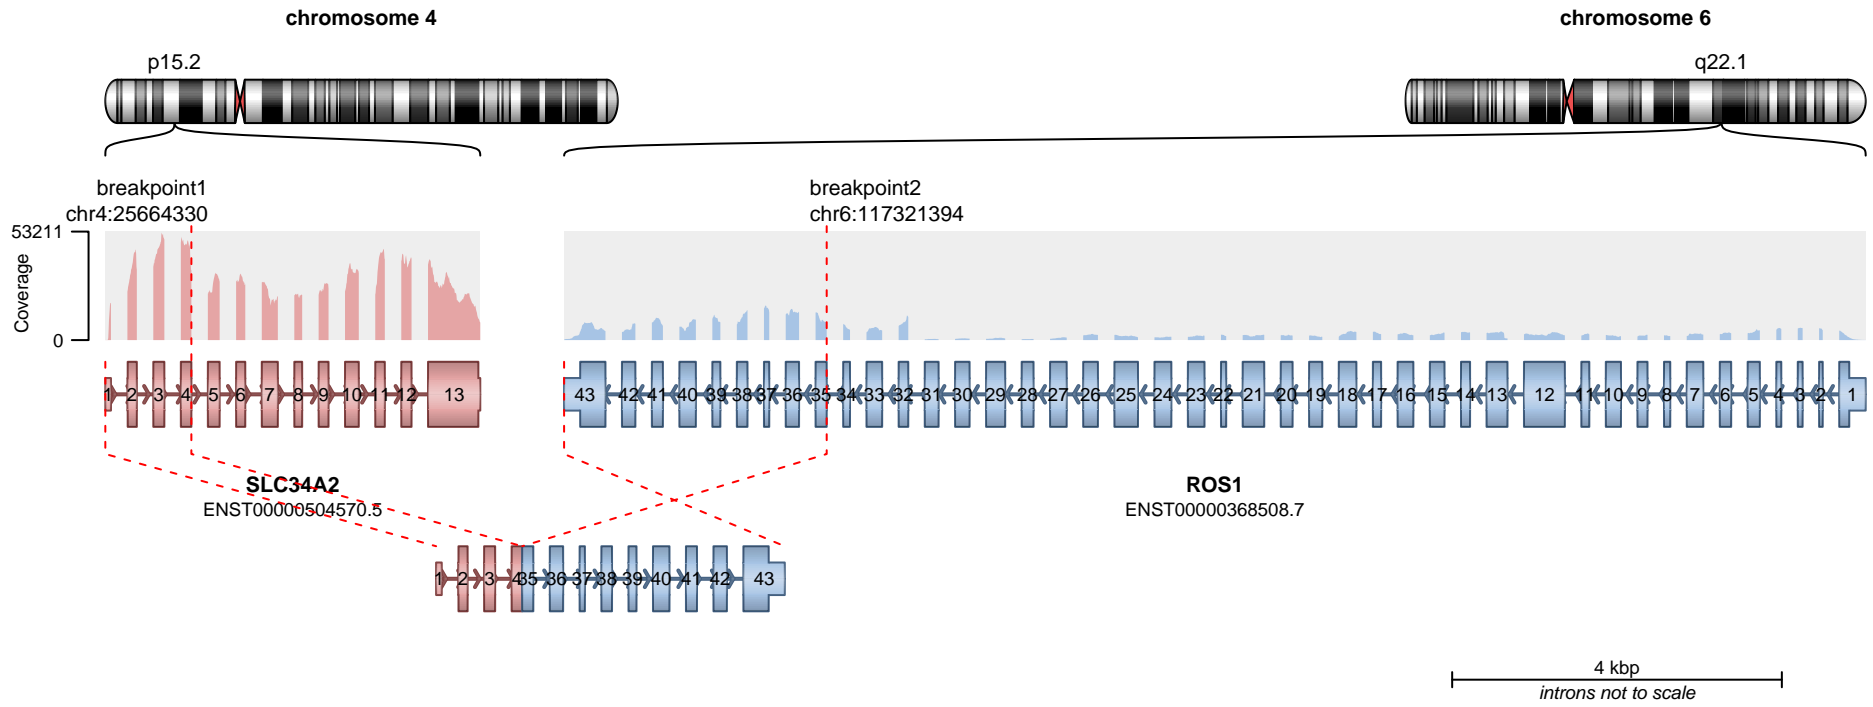 chromosome 4
chromosome 6
p15.2
q22.1
breakpoint1
chr4:25664330
breakpoint2
chr6:117321394
53211
Coverage
0
1 2 3 4 5 6 7 8 9 10 11 12 13
43 42 41 40 39 38 37 36 35 34 33 32 31 30 29 28 27 26 25 24 23 22 21 20 19 18 17 16 15 14 13 12 11 10 9 8 7 6 5 4 3 2 1
SLC34A2
ENST00000504570.5
ROS1
ENST00000368508.7
1 2 3 4 35 36 37 38 39 40 41 42 43
4 kbp
introns not to scale